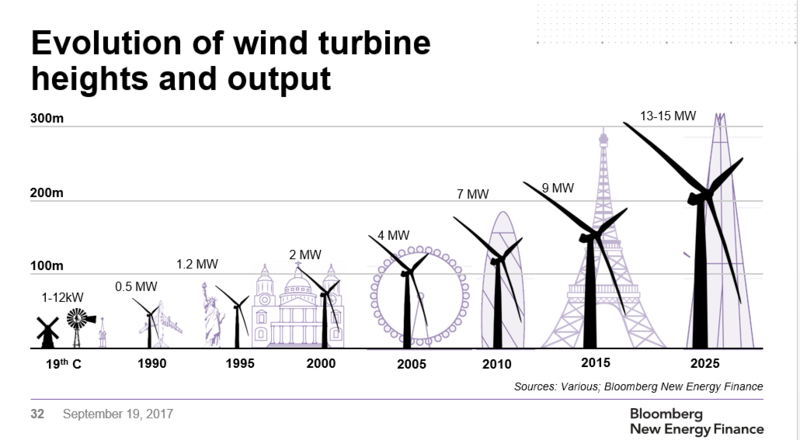 Evolution of wind turbine
heights and output
300m
13-15 MW
200m
7 MW
9 MW
100m
1-12kW
0.5 MW
1.2 MW
2 MW
4 MW
19th C
1990
1995
2000
2005
2010
2015
2025
Sources: Various; Bloomberg New Energy Finance
32 September 19, 2017
Bloomberg
New Energy Finance